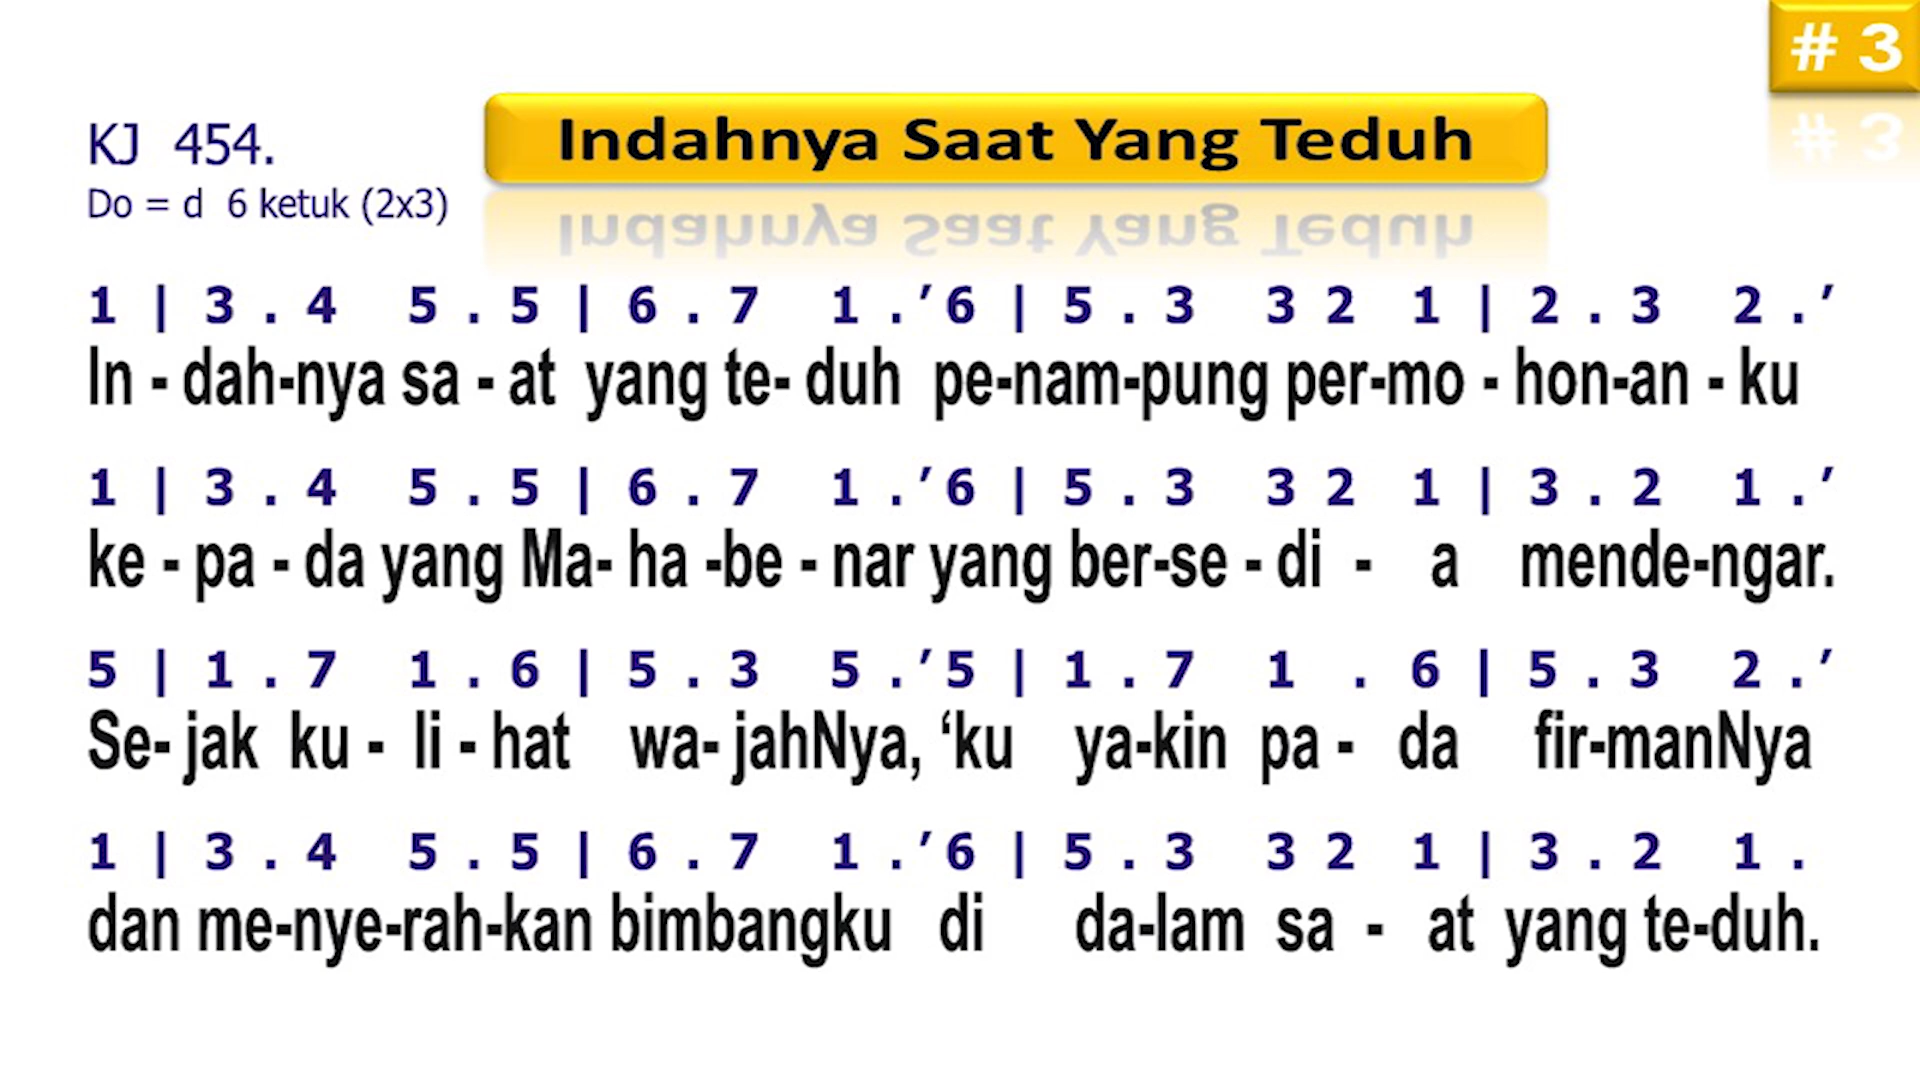 # 3
KJ 454.
Indahnya Saat Yang Teduh
Do = d 6 ketuk (2x3)
1 | 3 . 4 5 . 5 | 6 . 7 1 .’ 6 | 5 . 3 3 2 1 | 2 . 3 2 .’
In - dah-nya sa - at yang te- duh pe-nam-pung per-mo - hon-an - ku
1 | 3 . 4 5 . 5 | 6 . 7 1 .’ 6 | 5 . 3 3 2 1 | 3 . 2 1 .’
ke - pa - da yang Ma- ha -be - nar yang ber-se - di - a mende-ngar.
5 | 1 . 7 1 . 6 | 5 . 3 5 .’ 5 | 1 . 7 1 . 6 | 5 . 3 2 .’
Se- jak ku - li - hat wa- jahNya, ‘ku ya-kin pa - da fir-manNya
1 | 3 . 4 5 . 5 | 6 . 7 1 .’ 6 | 5 . 3 3 2 1 | 3 . 2 1 .
dan me-nye-rah-kan bimbangku di da-lam sa - at yang te-duh.